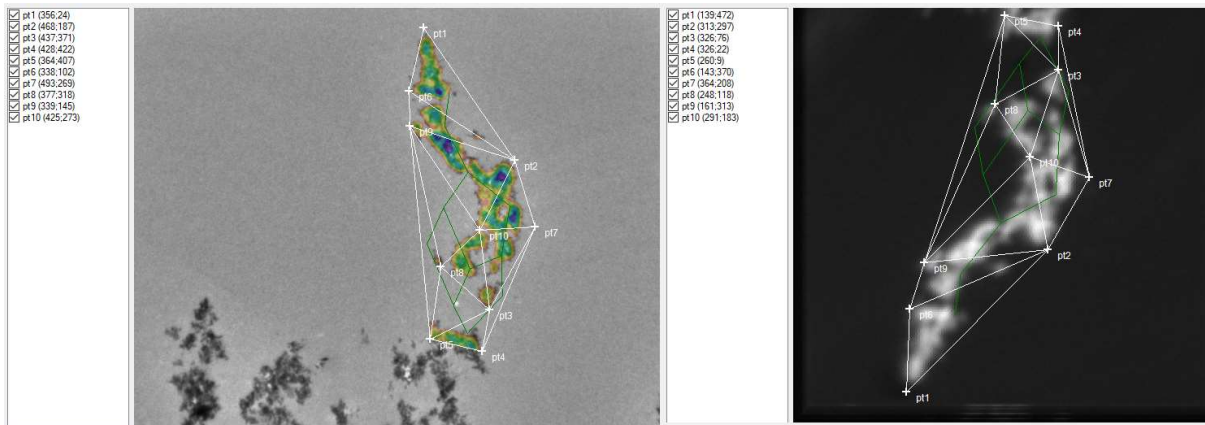 pt1 (356;24)
pt2 (468;187)
pt3 (437;371)
pt4 (428;422)
pt5 (364;407)
pt6 (338;102)
pt7 (493;269)
pt8 (377;318)
pt9 (339;145)
pt10 (425;273)
pt1
pt6
pt9
pt2
pt10
pt7
pt8
pt3
pt5
pt4
pt1 (139;472)
pt2 (313;297)
pt3 (326;76)
pt4 (326;22)
pt5 (260;9)
pt6 (143;370)
pt7 (364;208)
pt8 (248;118)
pt9 (161;313)
pt10 (291;183)
pt5
pt4
pt3
pt8
pt10
pt7
pt2
pt9
pt6
pt1